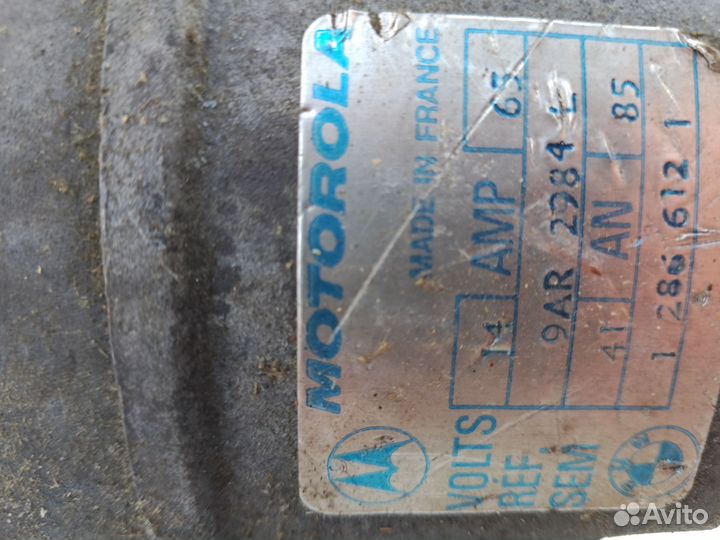 MOTOROLA
MADE IN FRANCE
VOLTS 14 AMP 65
RÉF. 9AR 2984 L
SEM 41 AN 85
1 286 612 1
Avito